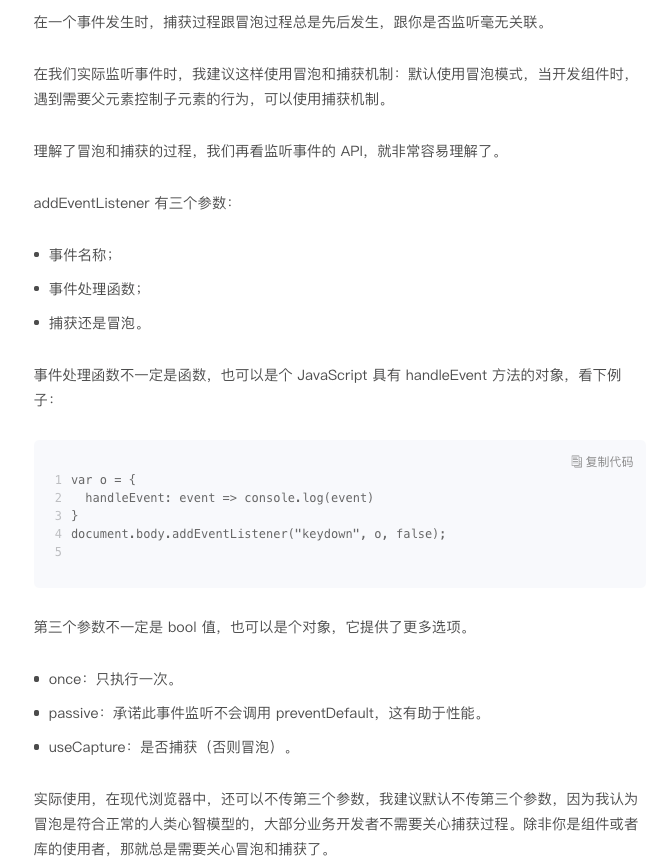 在一个事件发生时，捕获过程跟冒泡过程总是先后发生，跟你是否监听毫无关联。
在我们实际监听事件时，我建议这样使用冒泡和捕获机制：默认使用冒泡模式，当开发组件时，
遇到需要父元素控制子元素的行为，可以使用捕获机制。
理解了冒泡和捕获的过程，我们再看监听事件的 API，就非常容易理解了。
addEventListener 有三个参数：
• 事件名称；
• 事件处理函数；
• 捕获还是冒泡。
事件处理函数不一定是函数，也可以是个 JavaScript 具有 handleEvent 方法的对象，看下例
子：
复制代码
1 var o = {
2   handleEvent: event => console.log(event)
3 }
4 document.body.addEventListener("keydown", o, false);
5
第三个参数不一定是 bool 值，也可以是个对象，它提供了更多选项。
• once：只执行一次。
• passive：承诺此事件监听不会调用 preventDefault，这有助于性能。
• useCapture：是否捕获（否则冒泡）。
实际使用，在现代浏览器中，还可以不传第三个参数，我建议默认不传第三个参数，因为我认为
冒泡是符合正常的人类心智模型的，大部分业务开发者不需要关心捕获过程。除非你是组件或者
库的使用者，那就总是需要关心冒泡和捕获了。